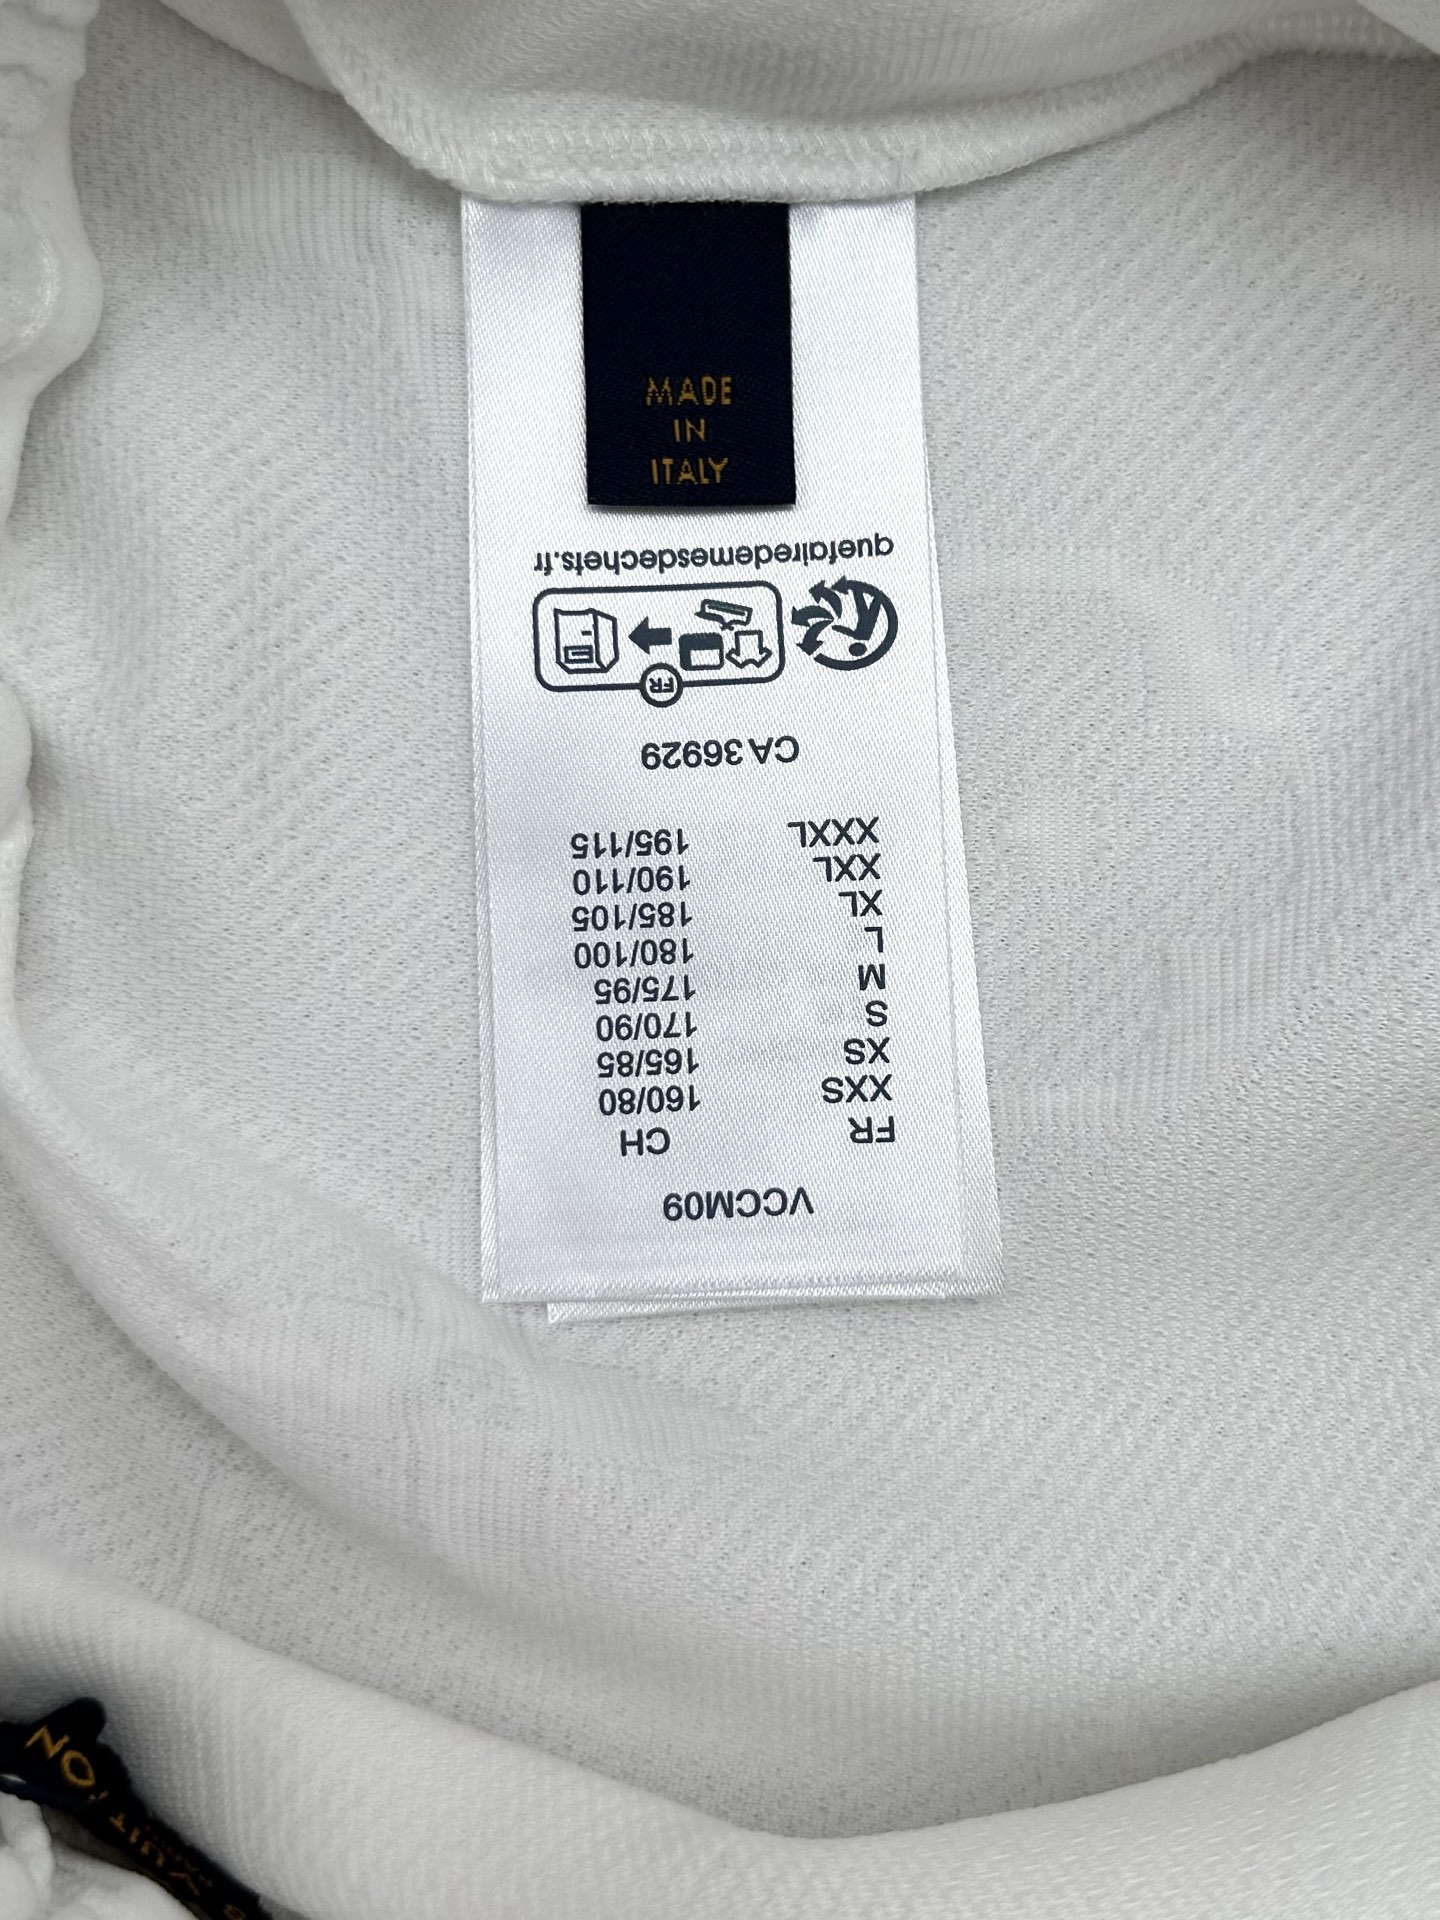 MADE
IN
ITALY
VCCM09
FR CH
XXS 160/80
XS 165/85
S 170/90
M 175/95
L 180/100
XL 185/105
XXL 190/110
XXXL 195/115
CA 36929
FR
quefairedemesdechets.fr
VUITTON